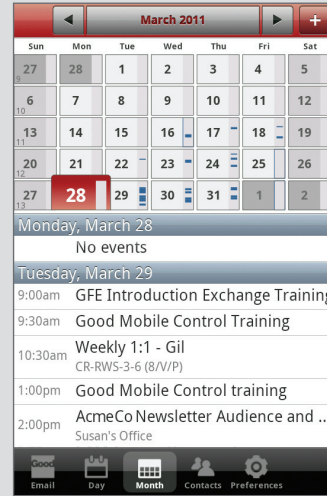 March 2011 +
Sun Mon Tue Wed Thu Fri Sat
27 28 1 2 3 4 5
9
6 7 8 9 10 11 12
10
13 14 15 16 17 18 19
11
20 21 22 23 24 25 26
12
27 28 29 30 31 1 2
13
Monday, March 28
No events
Tuesday, March 29
9:00am GFE Introduction Exchange Training
9:30am Good Mobile Control Training
10:30am Weekly 1:1 - Gil
CR-RWS-3-6 (8/V/P)
1:00pm Good Mobile Control training
2:00pm AcmeCo Newsletter Audience and ...
Susan's Office
Good
Email Day Month Contacts Preferences